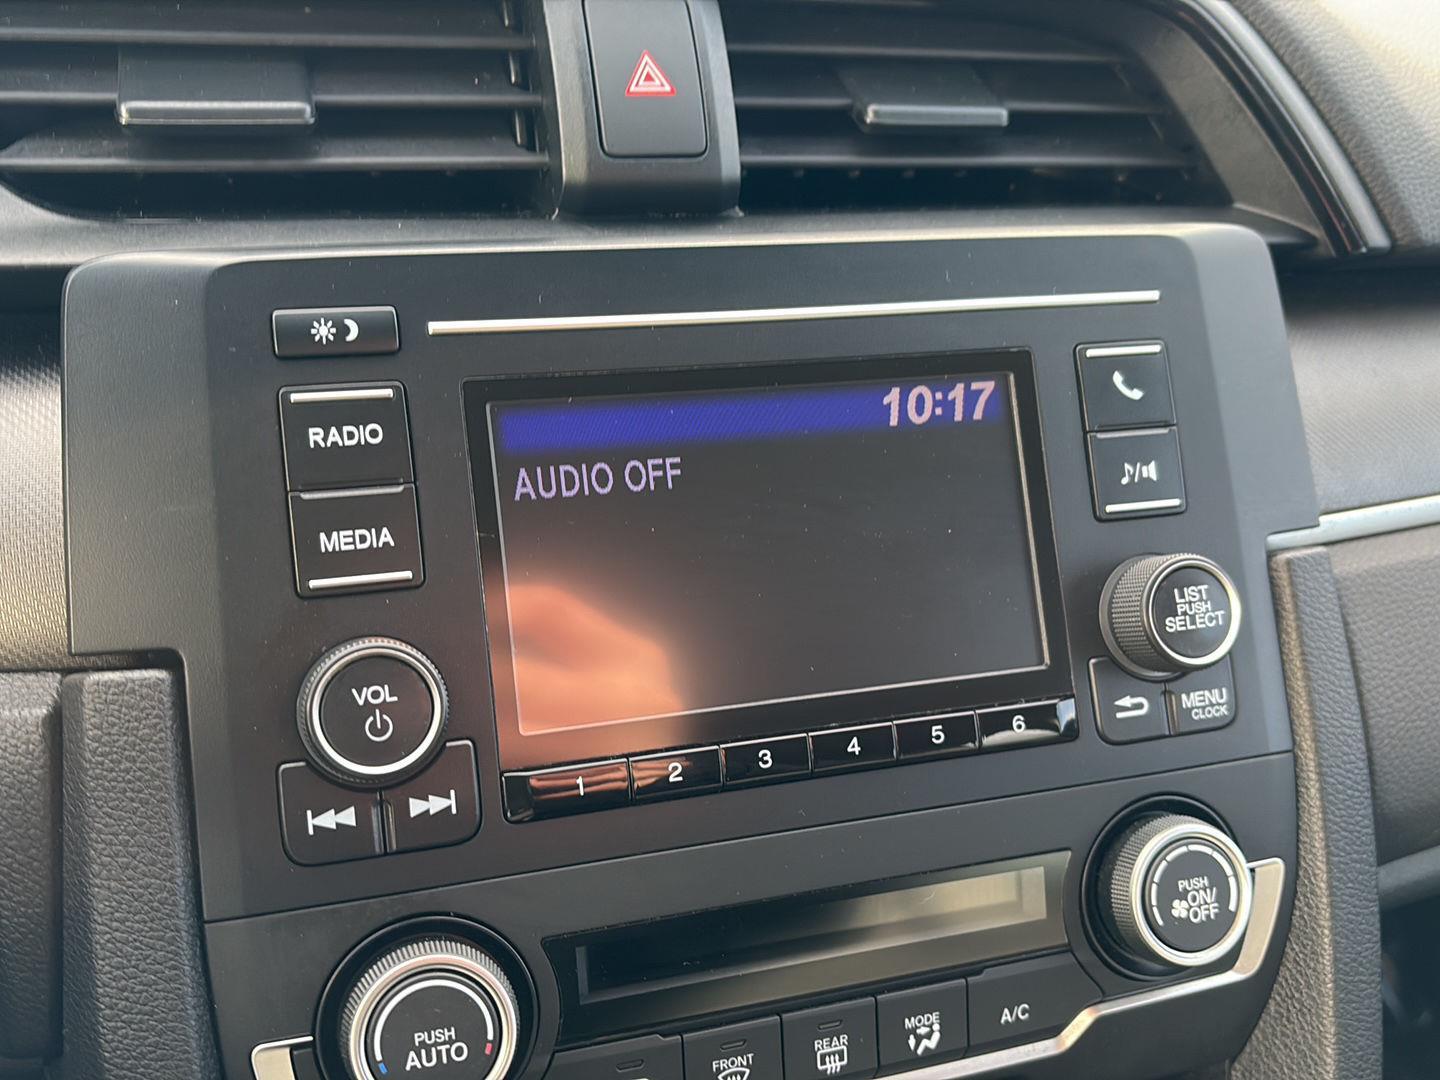 10:17
AUDIO OFF
RADIO
MEDIA
VOL
LIST
PUSH
SELECT
MENU
CLOCK
1 2 3 4 5 6
PUSH
ON/
OFF
PUSH
AUTO
FRONT
REAR
MODE
A/C